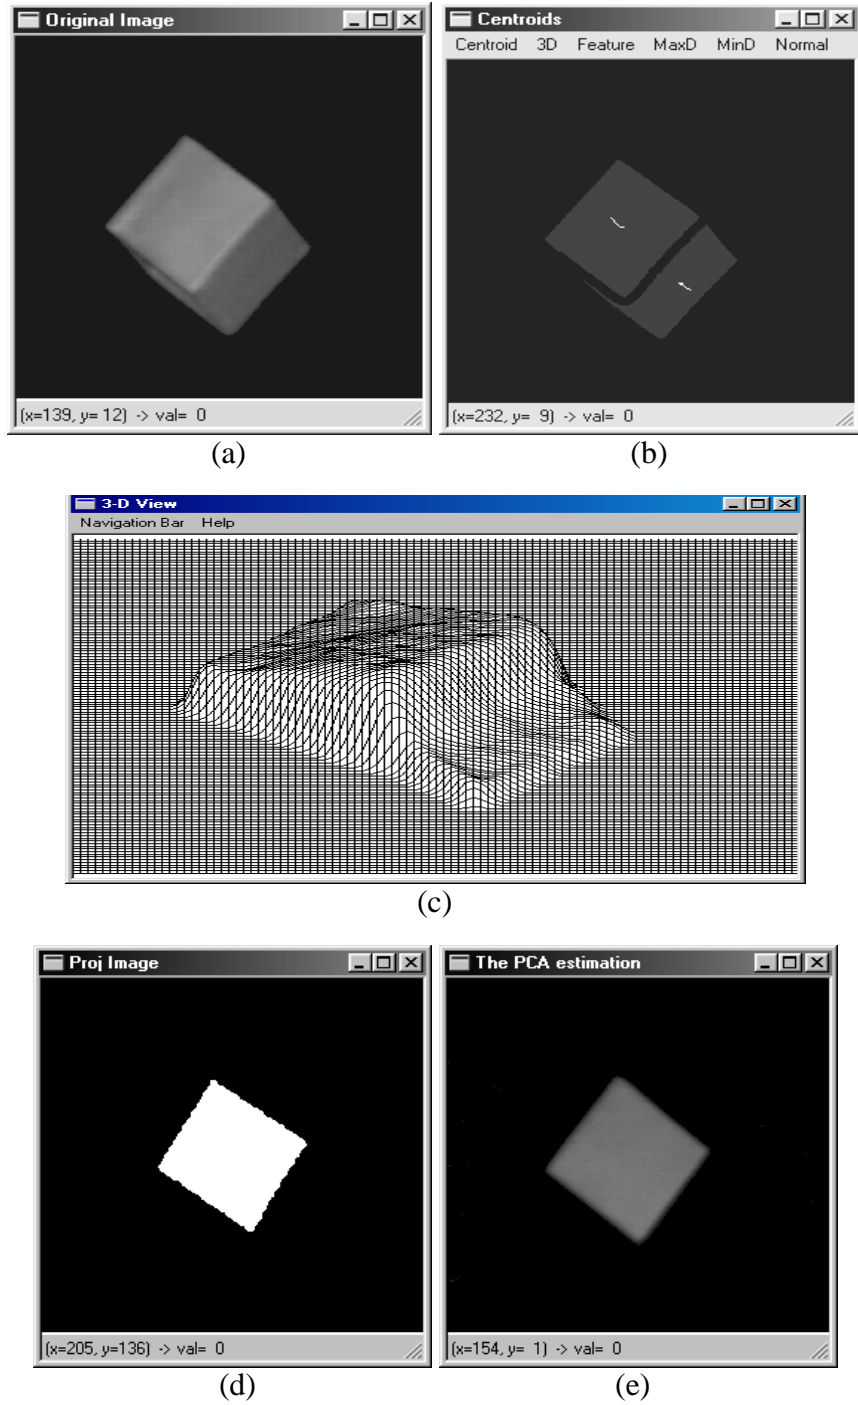 Original Image
(x=139, y= 12) -> val= 0
(a)
Centroids
Centroid 3D Feature MaxD MinD Normal
(x=232, y= 9) -> val= 0
(b)
3-D View
Navigation Bar Help
(c)
Proj Image
(x=205, y=136) -> val= 0
(d)
The PCA estimation
(x=154, y= 1) -> val= 0
(e)